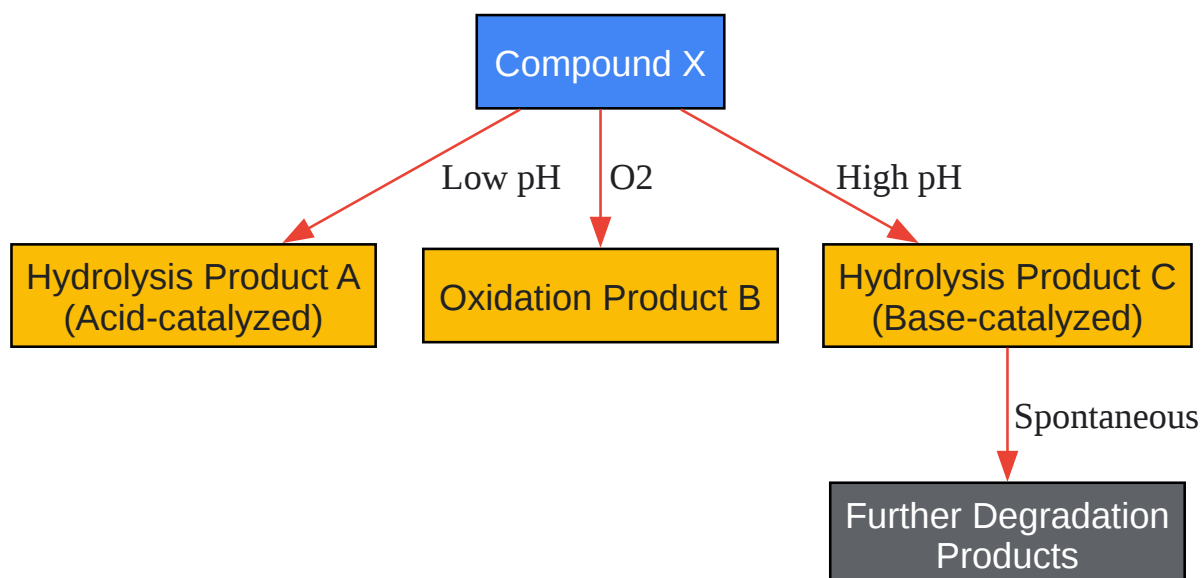 Compound X
Low pH
O2
High pH
Hydrolysis Product A
(Acid-catalyzed)
Oxidation Product B
Hydrolysis Product C
(Base-catalyzed)
Spontaneous
Further Degradation
Products